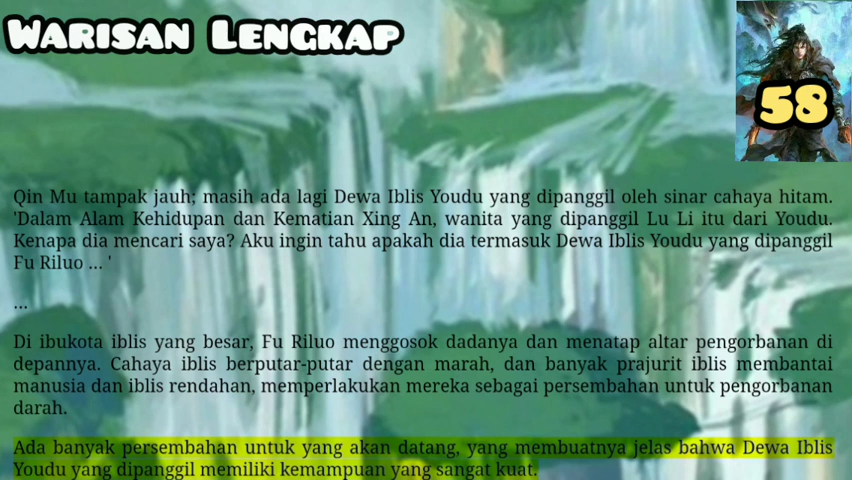 Warisan Lengkap
58
Qin Mu tampak jauh; masih ada lagi Dewa Iblis Youdu yang dipanggil oleh sinar cahaya hitam.
'Dalam Alam Kehidupan dan Kematian Xing An, wanita yang dipanggil Lu Li itu dari Youdu.
Kenapa dia mencari saya? Aku ingin tahu apakah dia termasuk Dewa Iblis Youdu yang dipanggil
Fu Riluo ... '
...
Di ibukota iblis yang besar, Fu Riluo menggosok dadanya dan menatap altar pengorbanan di
depannya. Cahaya iblis berputar-putar dengan marah, dan banyak prajurit iblis membantai
manusia dan iblis rendahan, memperlakukan mereka sebagai persembahan untuk pengorbanan
darah.
Ada banyak persembahan untuk yang akan datang, yang membuatnya jelas bahwa Dewa Iblis
Youdu yang dipanggil memiliki kemampuan yang sangat kuat.